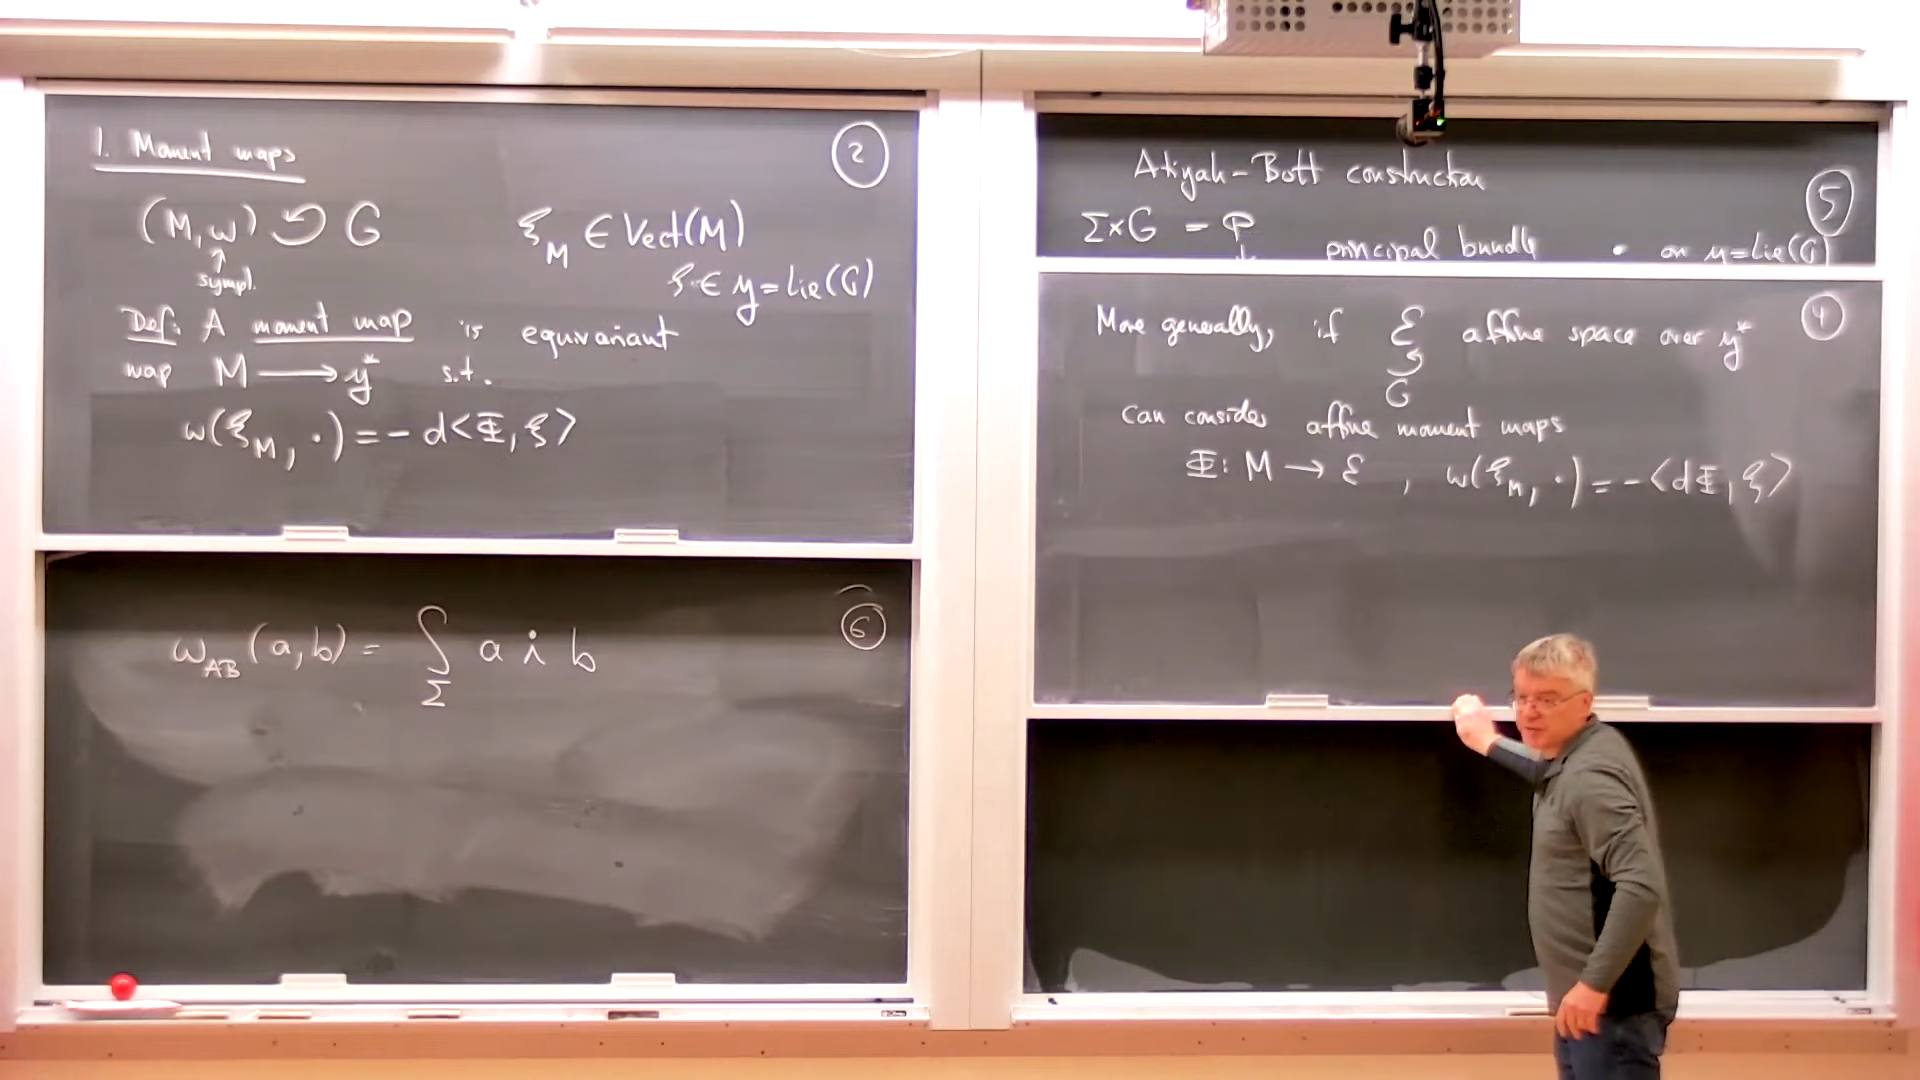 1. Moment maps
②
(M, ω) ↺ G
ξ_M ∈ Vect(M)
↑
sympl.
ξ ∈ 𝔤 = Lie(G)
Def: A moment map is equivariant
map M ⟶ 𝔤* s.t.
ω(ξ_M, ·) = - d<Φ, ξ>
⑥
ω_AB (a, b) = ∫_Σ a ∧ b
Atiyah-Bott construction
⑤
Σ×G = P principal bundle • on 𝔤=Lie(G)
↓
More generally, if ℰ affine space over 𝔤*
④
↺
G
can consider affine moment maps
Φ: M → ℰ , ω(ξ_M, ·) = - <dΦ, ξ>